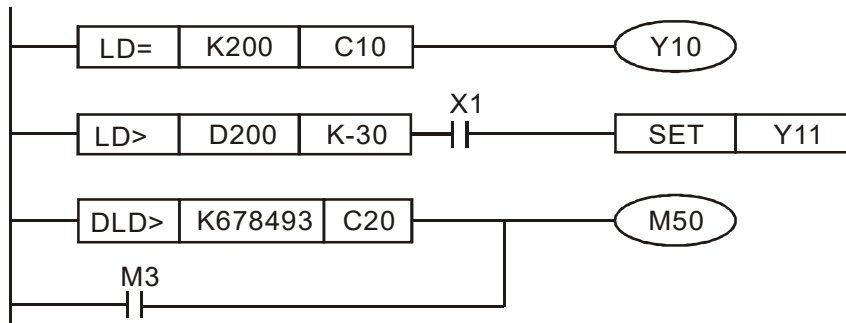 LD= K200 C10 Y10
X1
LD> D200 K-30 SET Y11
DLD> K678493 C20 M50
M3